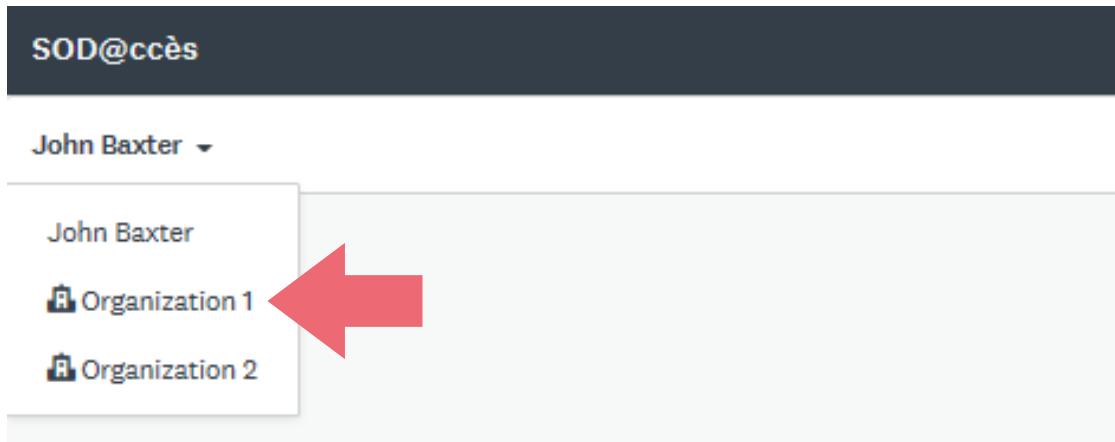 SOD@ccès
John Baxter
John Baxter
Organization 1
Organization 2